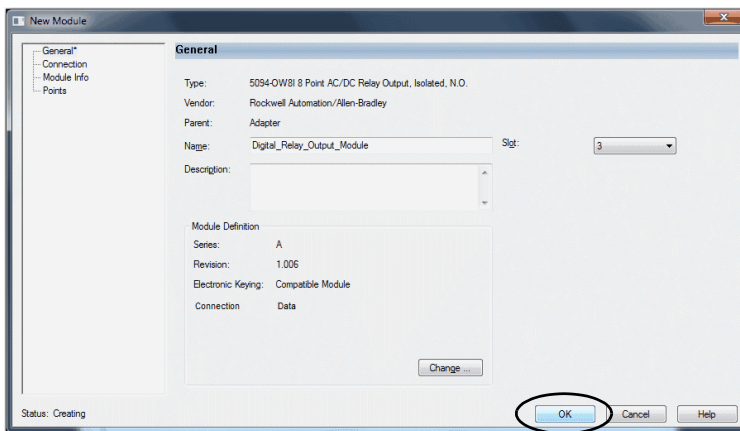 New Module
General*
Connection
Module Info
Points
General
Type: 5094-OW8I 8 Point AC/DC Relay Output, Isolated, N.O.
Vendor: Rockwell Automation/Allen-Bradley
Parent: Adapter
Name: Digital_Relay_Output_Module Slot: 3
Description:
Module Definition
Series: A
Revision: 1.006
Electronic Keying: Compatible Module
Connection Data
Change ...
Status: Creating OK Cancel Help